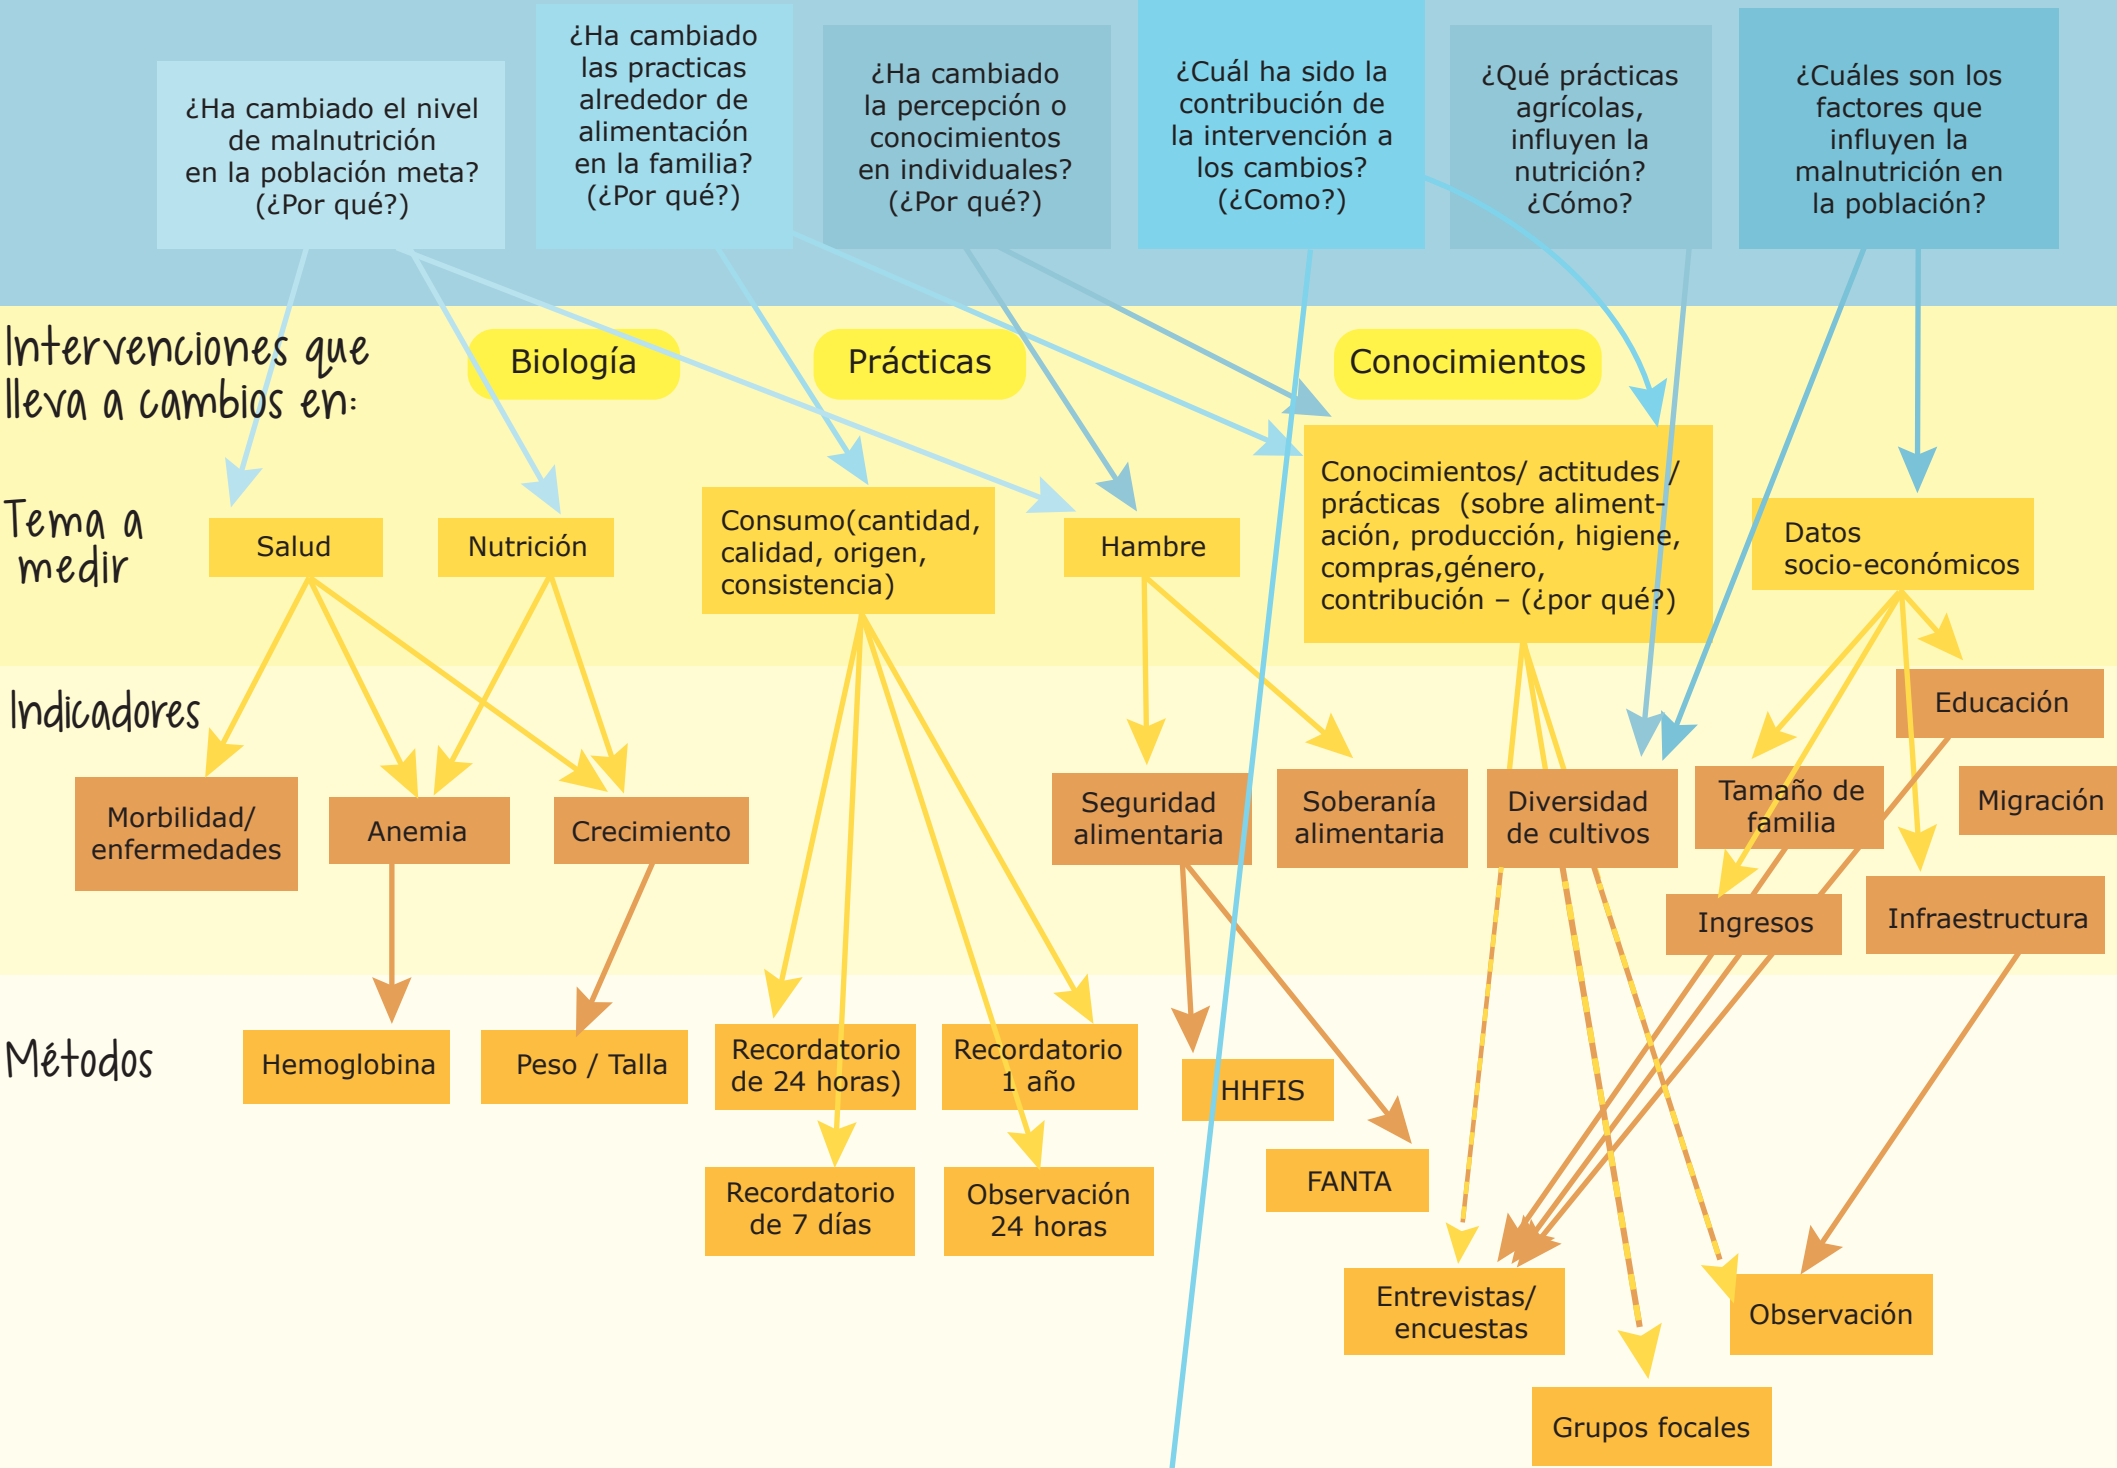 ¿Ha cambiado el nivel
de malnutrición
en la población meta?
(¿Por qué?)
¿Ha cambiado
las practicas
alrededor de
alimentación
en la familia?
(¿Por qué?)
¿Ha cambiado
la percepción o
conocimientos
en individuales?
(¿Por qué?)
¿Cuál ha sido la
contribución de
la intervención a
los cambios?
(¿Como?)
¿Qué prácticas
agrícolas,
influyen la
nutrición?
¿Cómo?
¿Cuáles son los
factores que
influyen la
malnutrición en
la población?
Intervenciones que
lleva a cambios en:
Biología
Prácticas
Conocimientos
Tema a
medir
Salud
Nutrición
Consumo(cantidad,
calidad, origen,
consistencia)
Hambre
Conocimientos/ actitudes /
prácticas (sobre aliment-
ación, producción, higiene,
compras,género,
contribución – (¿por qué?)
Datos
socio-económicos
Indicadores
Morbilidad/
enfermedades
Anemia
Crecimiento
Seguridad
alimentaria
Soberanía
alimentaria
Diversidad
de cultivos
Tamaño de
familia
Educación
Migración
Ingresos
Infraestructura
Métodos
Hemoglobina
Peso / Talla
Recordatorio
de 24 horas)
Recordatorio
1 año
Recordatorio
de 7 días
Observación
24 horas
HHFIS
FANTA
Entrevistas/
encuestas
Observación
Grupos focales